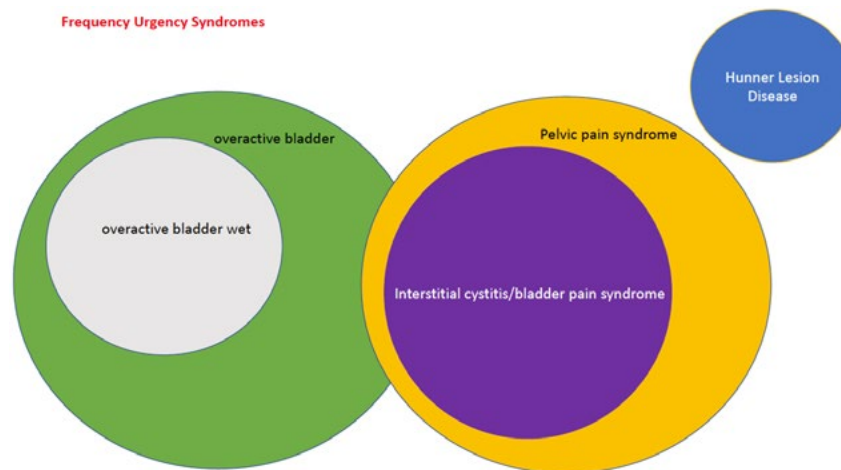 Frequency Urgency Syndromes
Hunner Lesion
Disease
overactive bladder
Pelvic pain syndrome
overactive bladder wet
Interstitial cystitis/bladder pain syndrome